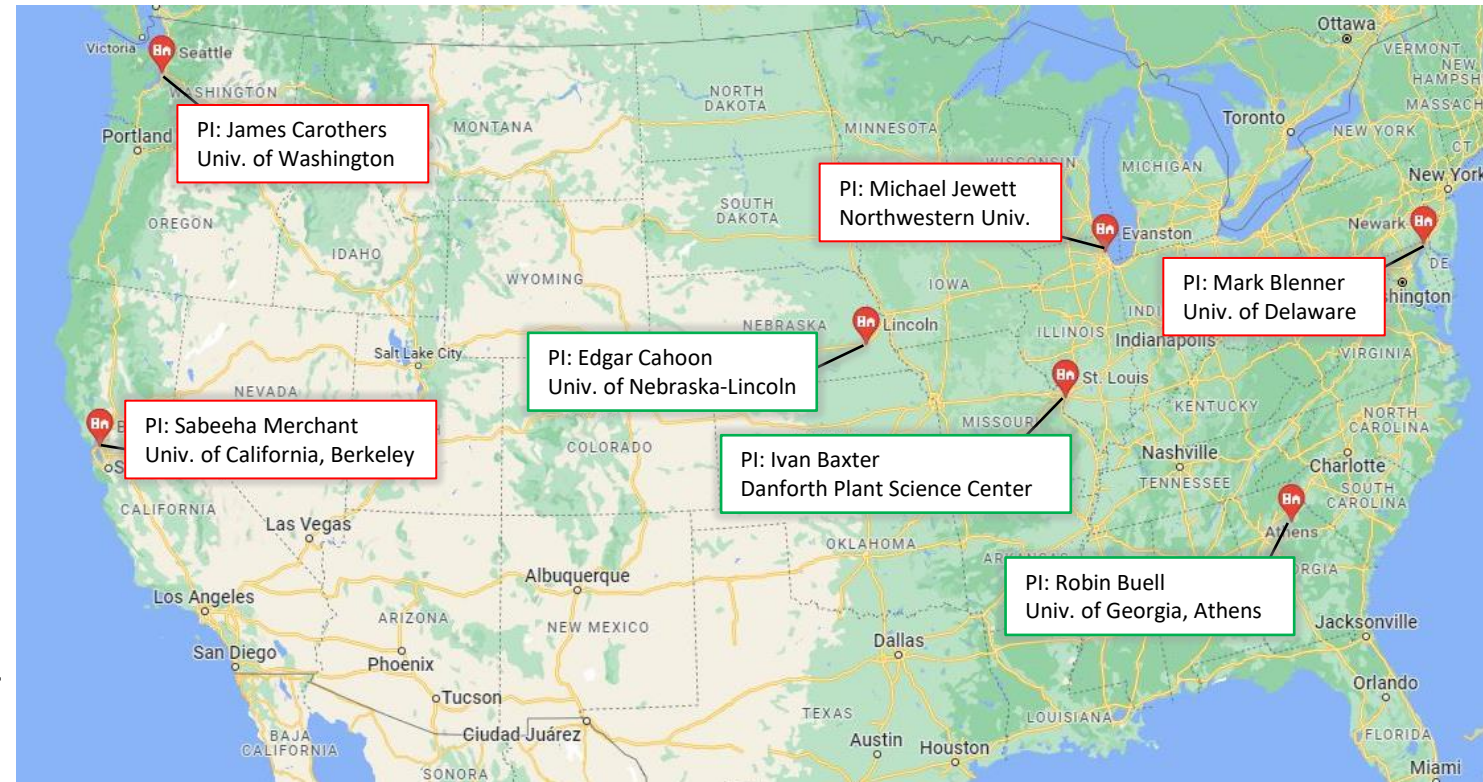 Ottawa
Victoria
Seattle
VERMONT
NEW
HAMPSH
WASHINGTON
NORTH
DAKOTA
MASSACH
PI: James Carothers
Univ. of Washington
MONTANA
MINNESOTA
Toronto
NEW YORK
CT
Portland
WISCONSIN
MICHIGAN
New York
PI: Michael Jewett
Northwestern Univ.
SOUTH
DAKOTA
OREGON
Evanston
Newark
IDAHO
DE
WYOMING
IOWA
PI: Mark Blenner
Univ. of Delaware
shington
NEBRASKA
Lincoln
ILLINOIS
INDI
Indianapolis
Salt Lake City
PI: Edgar Cahoon
Univ. of Nebraska-Lincoln
VIRGINIA
St. Louis
NEVADA
KENTUCKY
MISSOUR
NORTH
CAROLINA
PI: Sabeeha Merchant
Univ. of California, Berkeley
COLORADO
PI: Ivan Baxter
Danforth Plant Science Center
Nashville
TENNESSEE
Charlotte
SOUTH
CAROLINA
CALIFORNIA
Las Vegas
Athens
OKLAHOMA
Albuquerque
PI: Robin Buell
Univ. of Georgia, Athens
RGIA
Los Angeles
ARIZONA
NEW MEXICO
Jacksonville
Dallas
San Diego
Phoenix
Tucson
Orlando
TEXAS
LOUISIANA
BAJA
CALIFORNIA
Ciudad Juárez
Austin
Houston
FLORIDA
SONORA
Miami